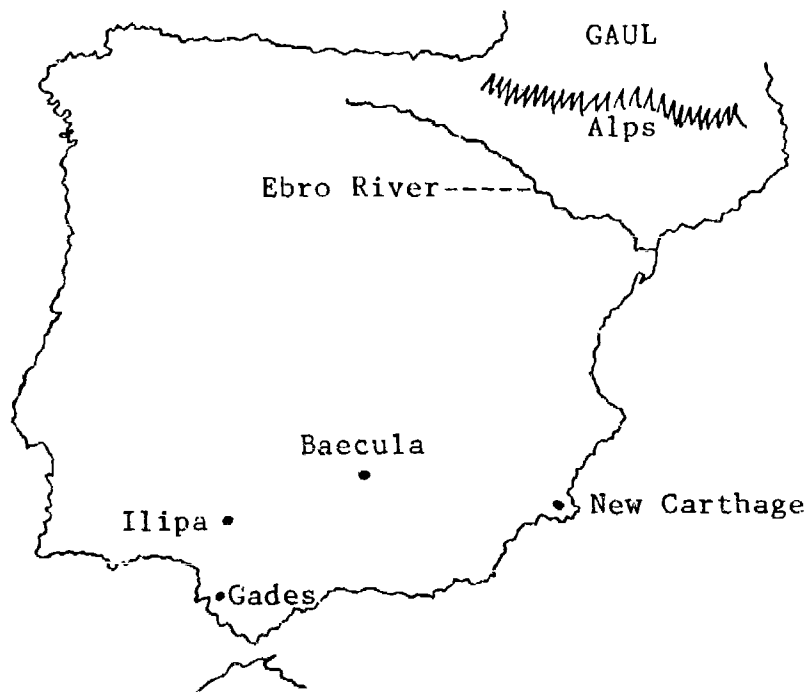 GAUL
Alps
Ebro River-----
Baecula
Ilipa
New Carthage
Gades